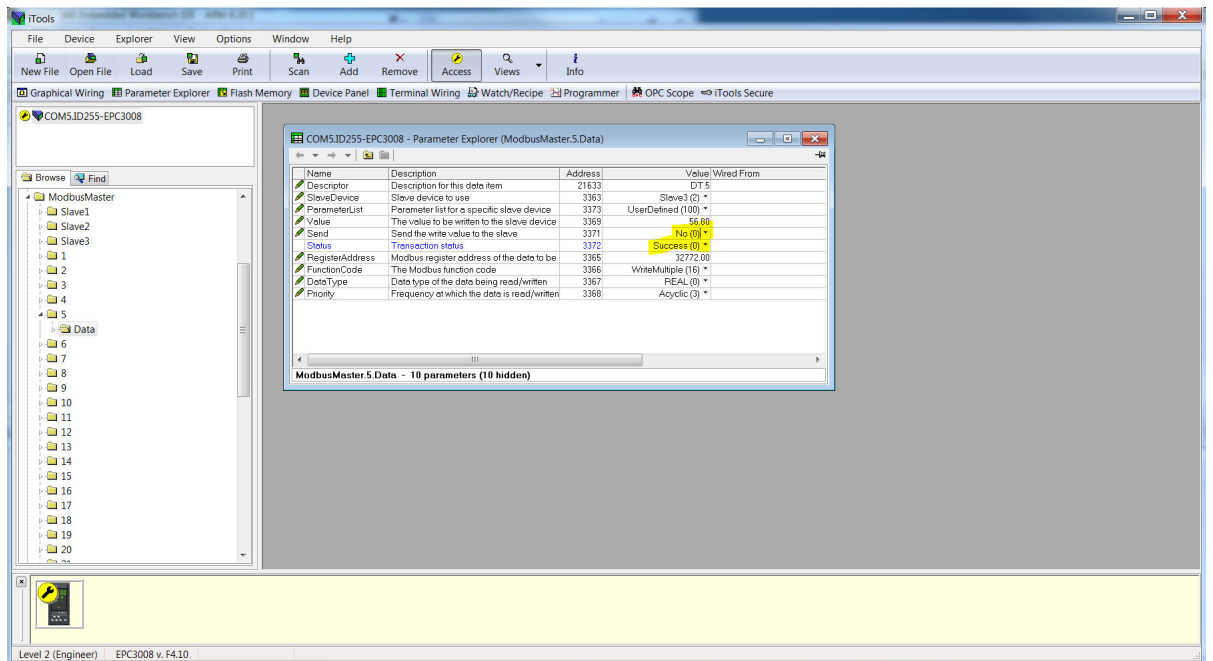 iTools
File Device Explorer View Options Window Help
New File Open File Load Save Print Scan Add Remove Access Views Info
Graphical Wiring Parameter Explorer Flash Memory Device Panel Terminal Wiring Watch/Recipe Programmer OPC Scope iTools Secure
COM5.ID255-EPC3008
Browse Find
ModbusMaster
Slave1
Slave2
Slave3
1
2
3
4
5
Data
6
7
8
9
10
11
12
13
14
15
16
17
18
19
20
COM5.ID255-EPC3008 - Parameter Explorer (ModbusMaster.5.Data)
Name Description Address Value Wired From
Descriptor Description for this data item 21633 DT.5
SlaveDevice Slave device to use 3363 Slave3 (2)
ParameterList Parameter list for a specific slave device 3373 UserDefined (100)
Value The value to be written to the slave device 3369 56.80
Send Send the write value to the slave 3371 No (0)
Status Transaction status 3372 Success (0)
RegisterAddress Modbus register address of the data to be 3365 32772.00
FunctionCode The Modbus function code 3366 WriteMultiple (16)
DataType Data type of the data being read/written 3367 REAL (0)
Priority Frequency at which the data is read/written 3368 Acyclic (3)
ModbusMaster.5.Data - 10 parameters (10 hidden)
Level 2 (Engineer) EPC3008 v. F4.10